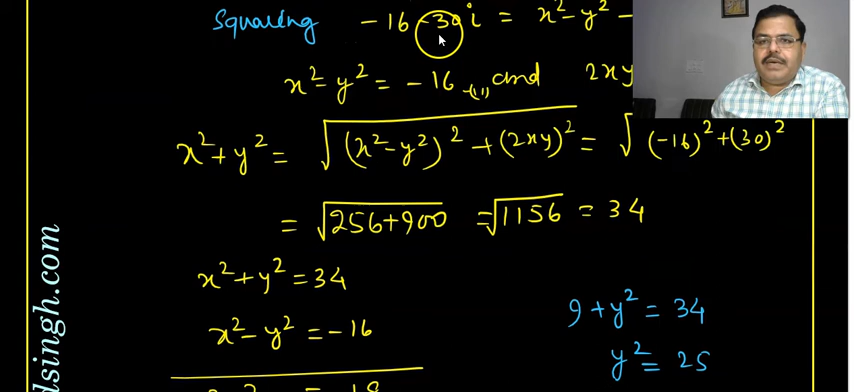 Squaring -16 -30i = x² - y² -
x² - y² = -16 -(1) and 2xy
x² + y² = √(x² - y²)² + (2xy)² = √(-16)² + (30)²
= √256 + 900 = √1156 = 34
x² + y² = 34
x² - y² = -16
= 18
9 + y² = 34
y² = 25
dsingh.com